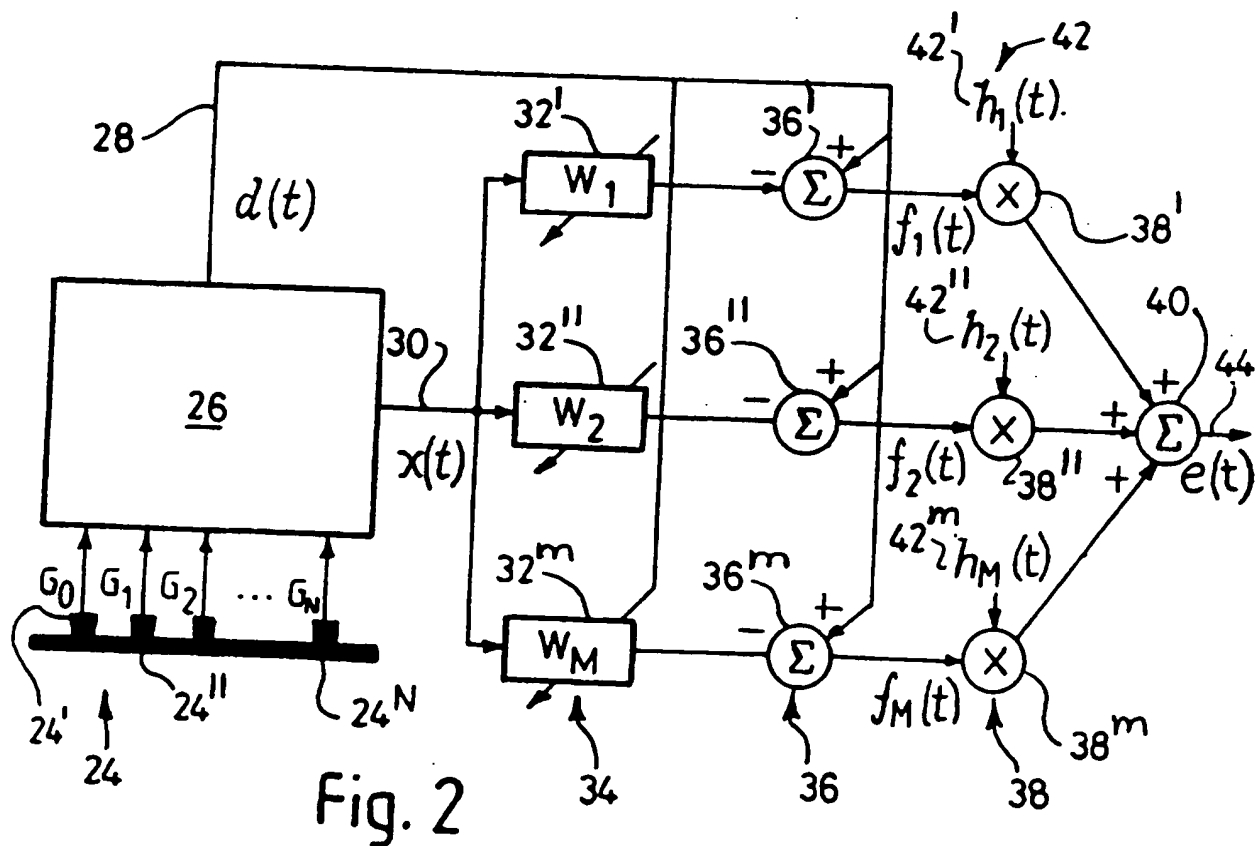 42' 42
h₁(t).
28
32'
36'
+
W₁
−
Σ
×
d(t)
f₁(t)
38'
42''
h₂(t)
40
44
30
32''
36''
+
+
26
W₂
−
Σ
×
+
Σ
x(t)
f₂(t)
38''
+
e(t)
42ᵐ
hM(t)
32ᵐ
36ᵐ
+
G₀ G₁ G₂ ... GN
−
WM
Σ
×
fM(t)
24'
24''
24ᴺ
38ᵐ
24
34
36
38
Fig. 2